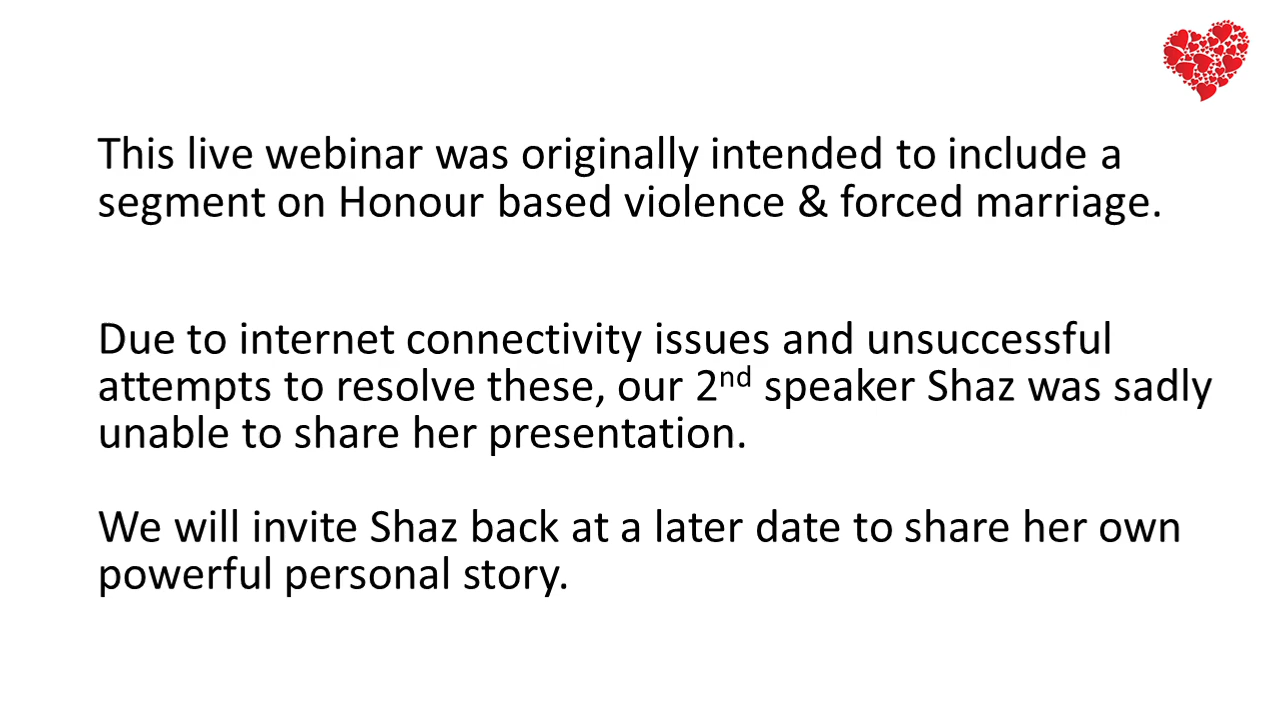 This live webinar was originally intended to include a
segment on Honour based violence & forced marriage.
Due to internet connectivity issues and unsuccessful
attempts to resolve these, our 2nd speaker Shaz was sadly
unable to share her presentation.
We will invite Shaz back at a later date to share her own
powerful personal story.